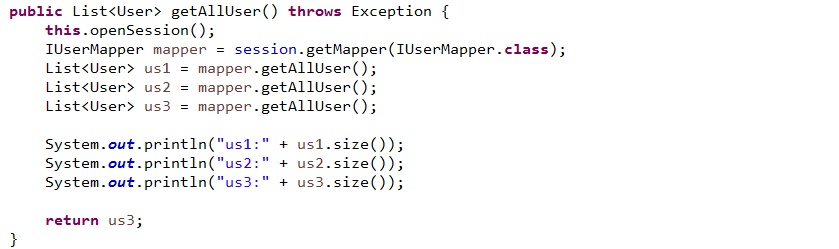 public List<User> getAllUser() throws Exception {
    this.openSession();
    IUserMapper mapper = session.getMapper(IUserMapper.class);
    List<User> us1 = mapper.getAllUser();
    List<User> us2 = mapper.getAllUser();
    List<User> us3 = mapper.getAllUser();

    System.out.println("us1:" + us1.size());
    System.out.println("us2:" + us2.size());
    System.out.println("us3:" + us3.size());

    return us3;
}